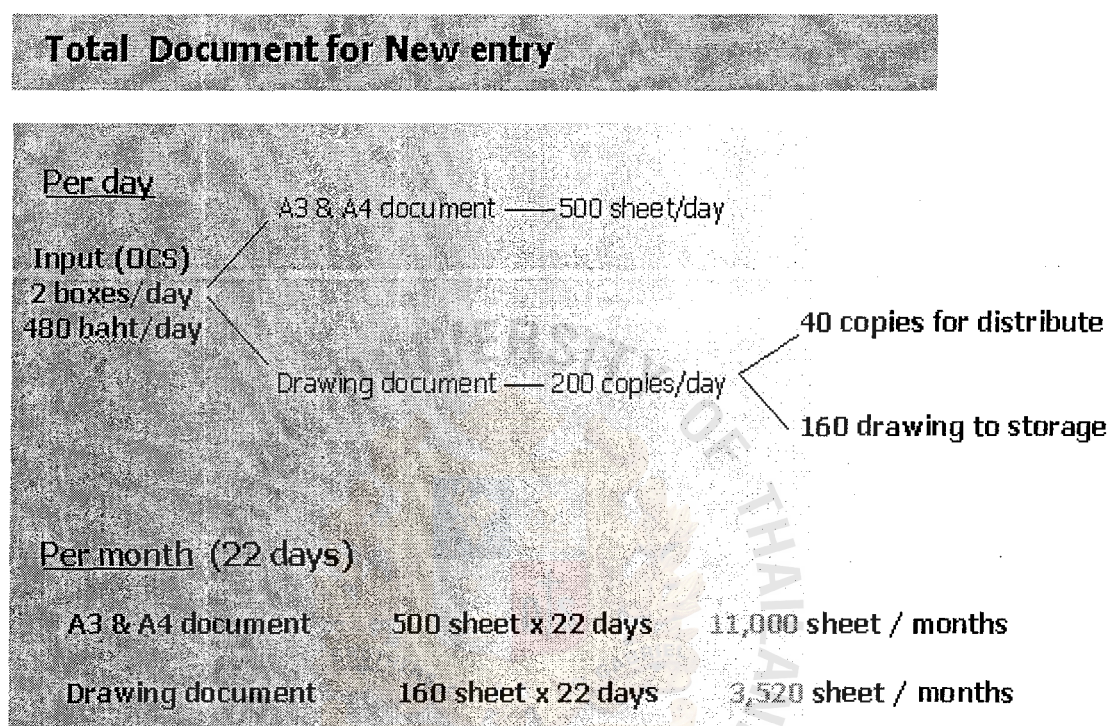 Total Document for New entry
Per day
A3 & A4 document 500 sheet/day
Input (OCS)
2 boxes/day
480 baht/day
40 copies for distribute
Drawing document 200 copies/day
160 drawing to storage
Per month (22 days)
A3 & A4 document 500 sheet x 22 days 11,000 sheet / months
Drawing document 160 sheet x 22 days 3,520 sheet / months